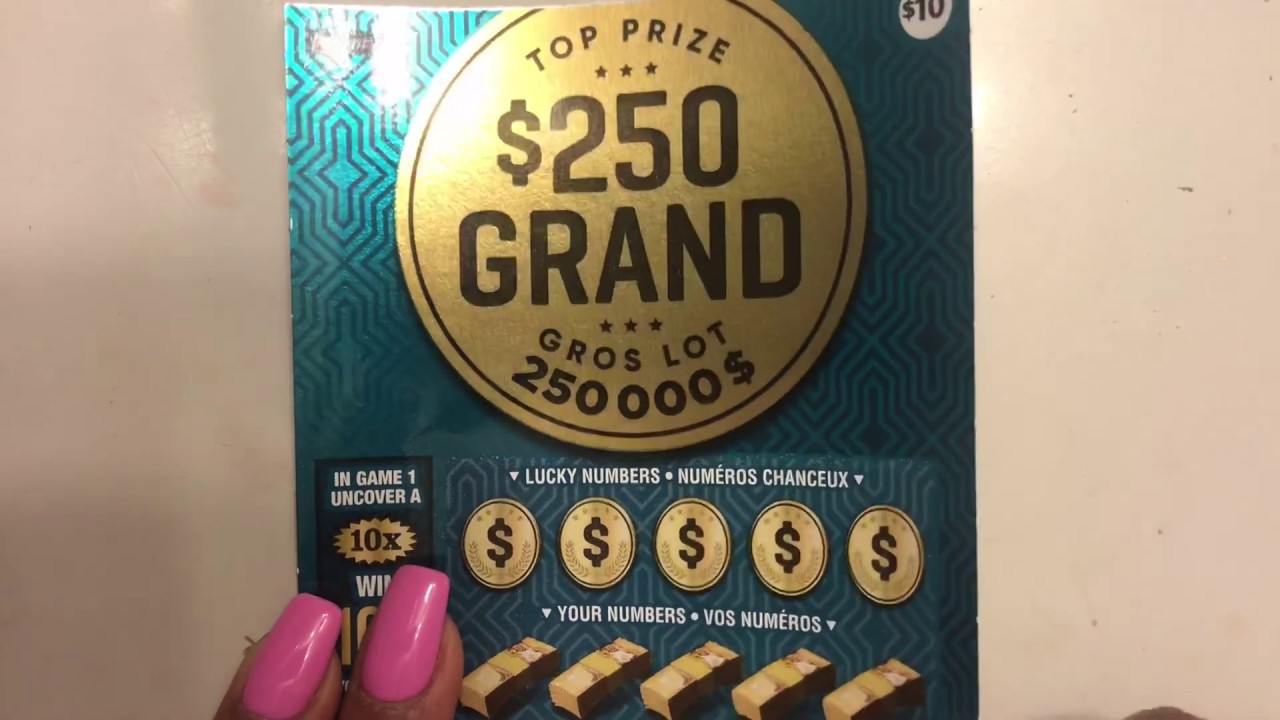 $10
TOP PRIZE
$250
GRAND
GROS LOT
250 000 $
IN GAME 1
UNCOVER A
10x
LUCKY NUMBERS • NUMÉROS CHANCEUX
$ $ $ $ $
YOUR NUMBERS • VOS NUMÉROS